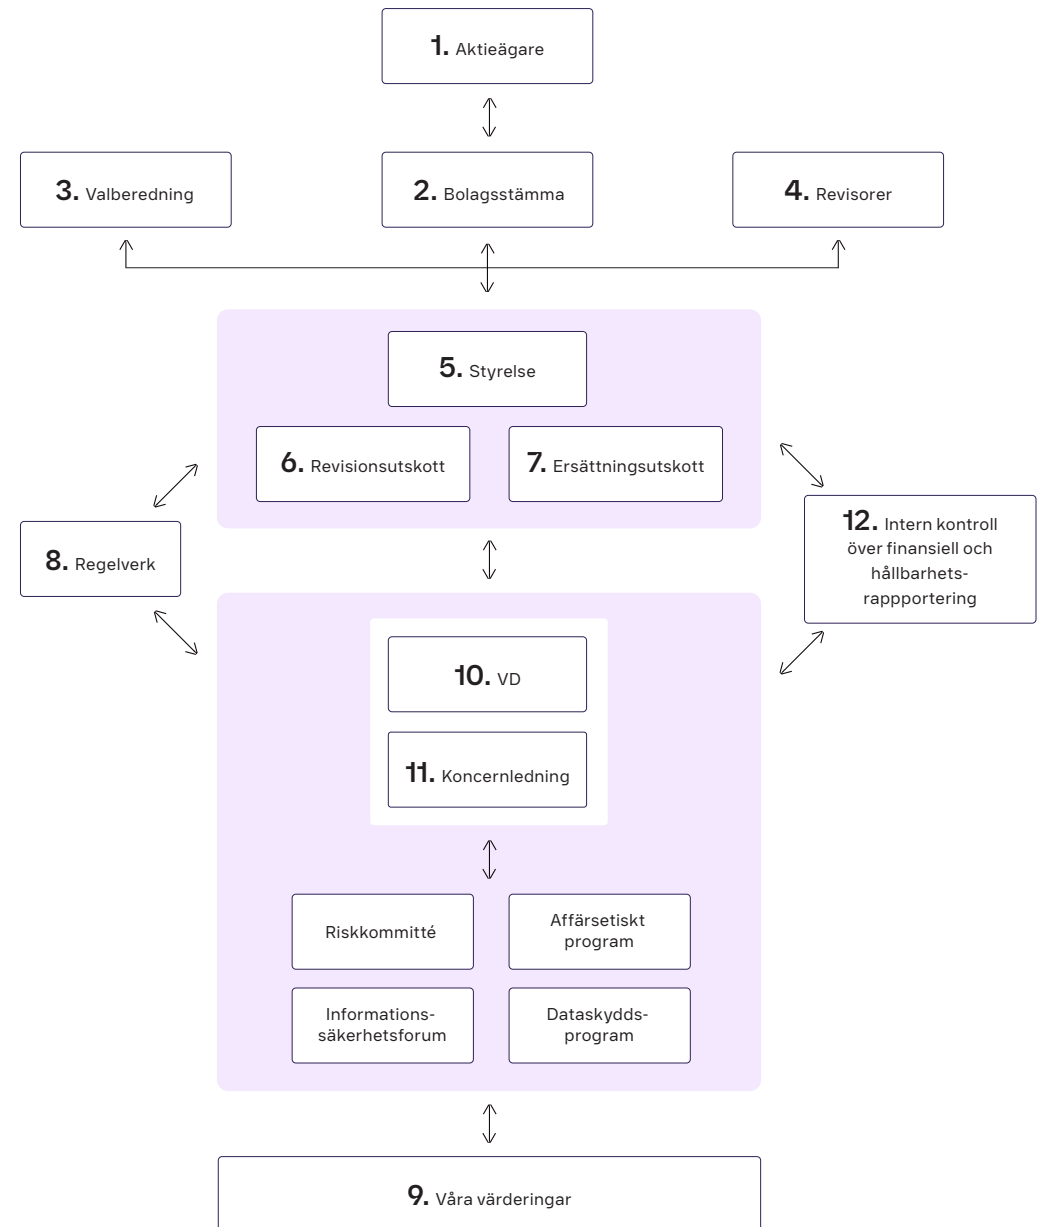 1. Aktieägare
3. Valberedning
2. Bolagsstämma
4. Revisorer
5. Styrelse
6. Revisionsutskott
7. Ersättningsutskott
8. Regelverk
12. Intern kontroll
över finansiell och
hållbarhets-
rappportering
10. VD
11. Koncernledning
Riskkommitté
Affärsetiskt
program
Informations-
säkerhetsforum
Dataskydds-
program
9. Våra värderingar